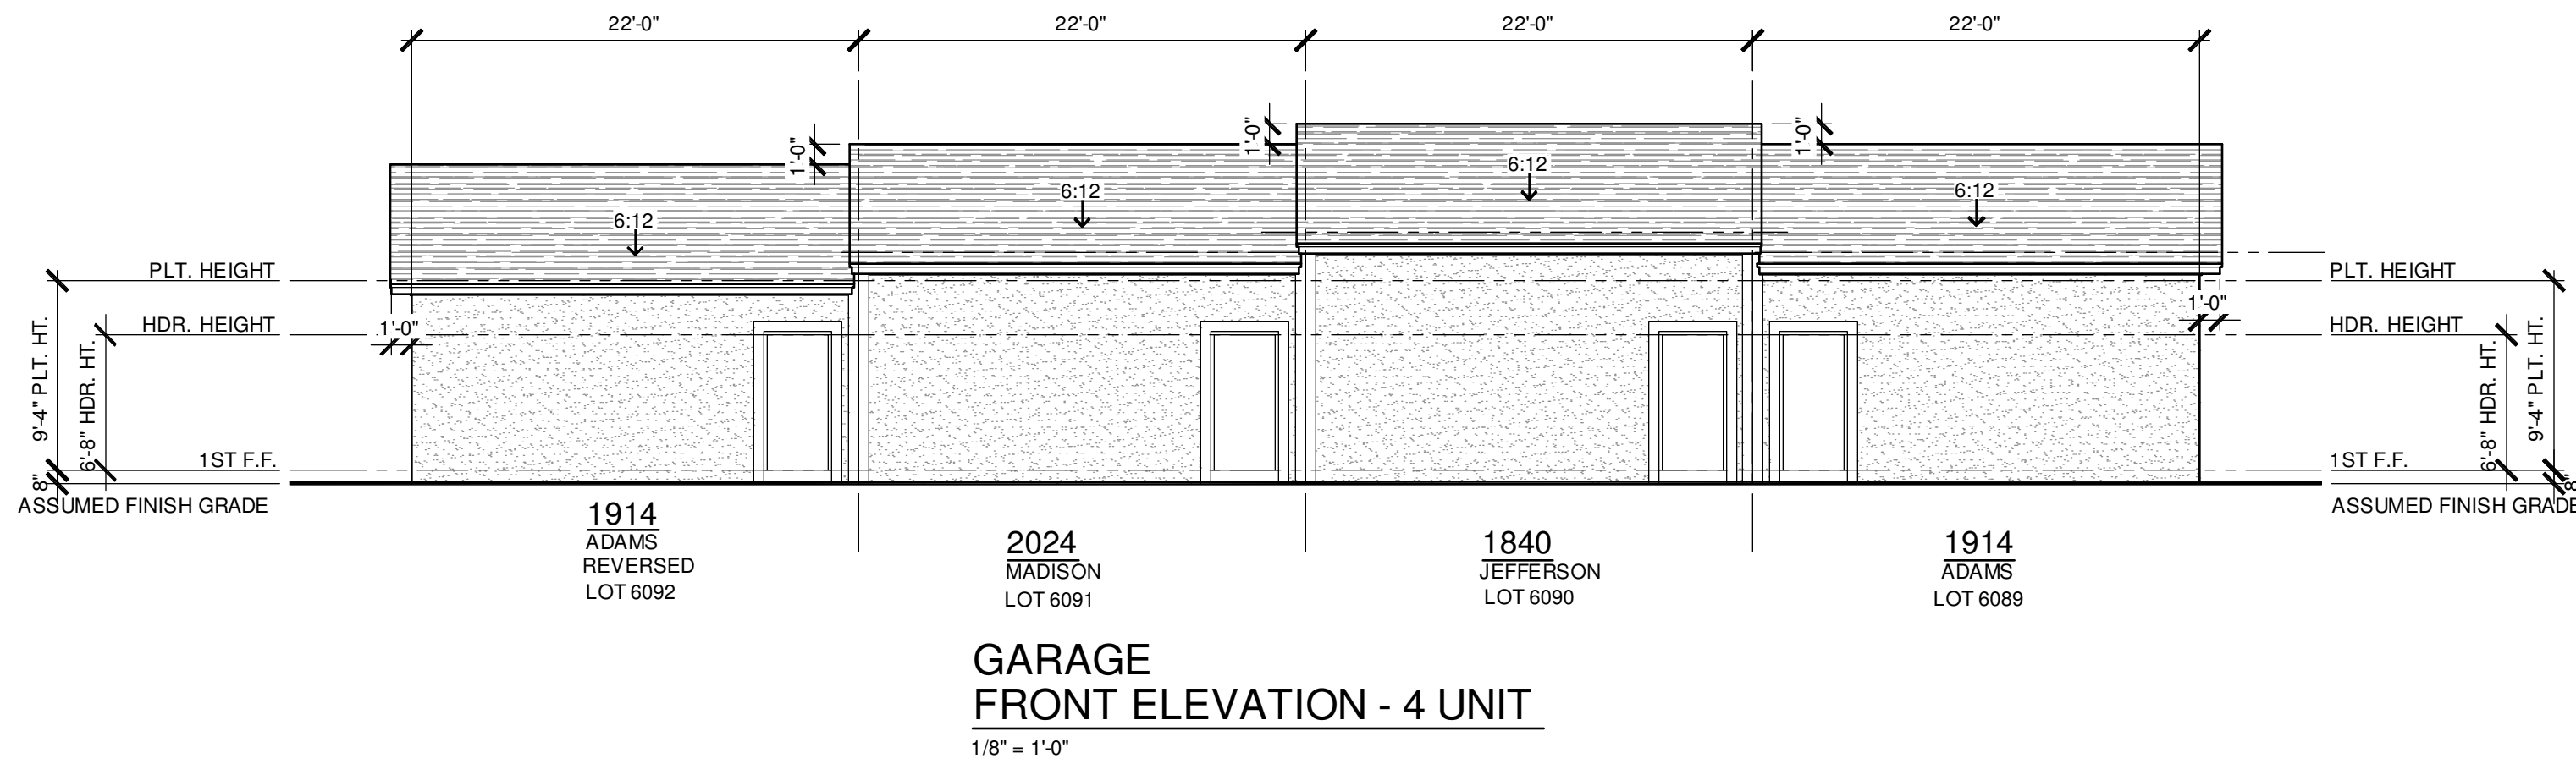 22'-0"
22'-0"
22'-0"
22'-0"
1'-0"
1'-0"
1'-0"
6:12
6:12
6:12
6:12
PLT. HEIGHT
HDR. HEIGHT
1'-0"
9'-4" PLT. HT.
6'-8" HDR. HT.
1ST F.F.
8"
ASSUMED FINISH GRADE
PLT. HEIGHT
1'-0"
HDR. HEIGHT
6'-8" HDR. HT.
9'-4" PLT. HT.
1ST F.F.
8"
ASSUMED FINISH GRADE
1914
ADAMS
REVERSED
LOT 6092
2024
MADISON
LOT 6091
1840
JEFFERSON
LOT 6090
1914
ADAMS
LOT 6089
GARAGE
FRONT ELEVATION - 4 UNIT
1/8" = 1'-0"